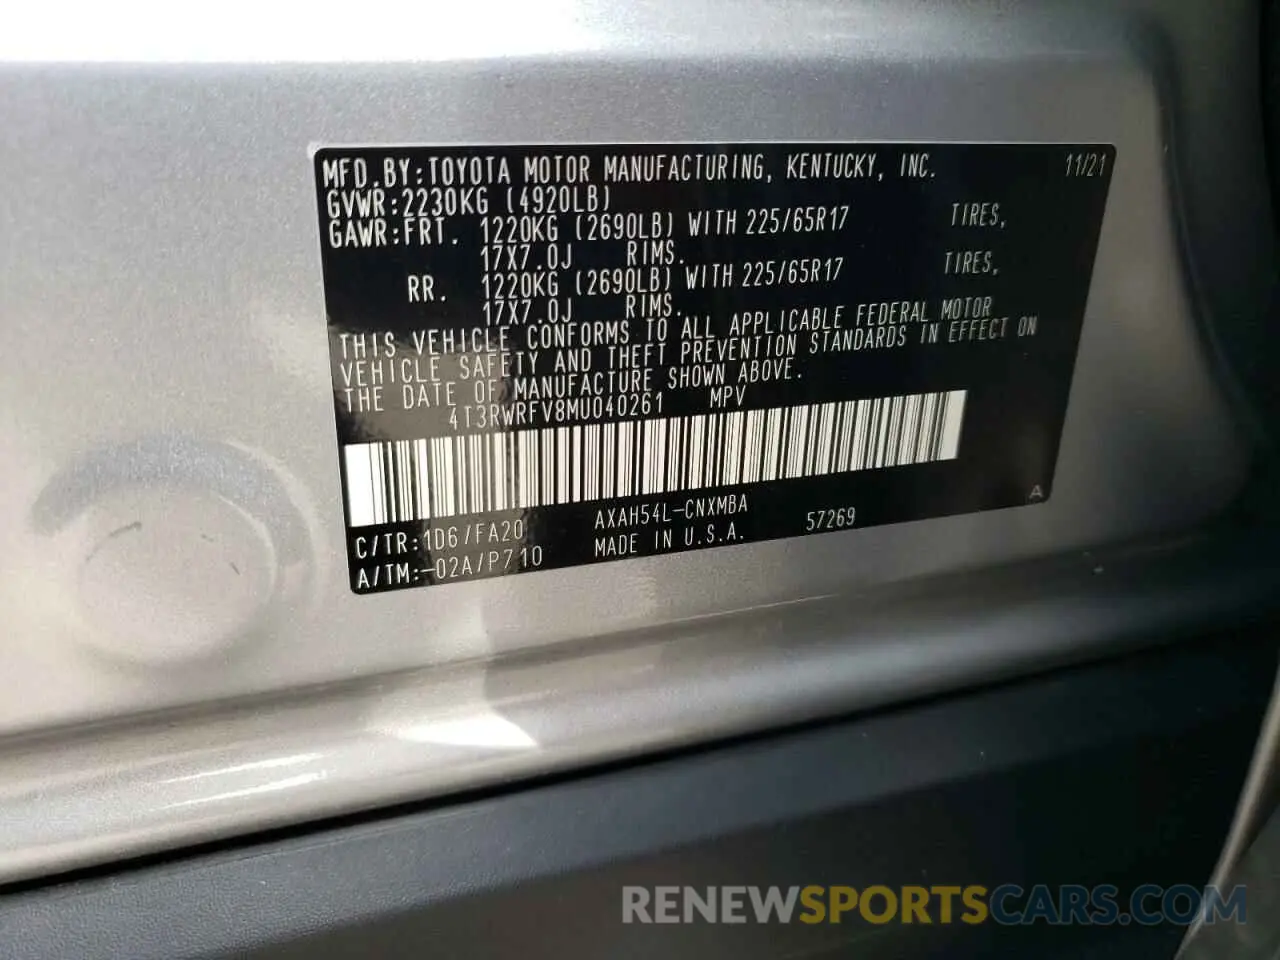 MFD.BY:TOYOTA MOTOR MANUFACTURING, KENTUCKY, INC. 11/21
GVWR:2230KG (4920LB)
GAWR:FRT. 1220KG (2690LB) WITH 225/65R17 TIRES,
17X7.0J RIMS.
RR. 1220KG (2690LB) WITH 225/65R17 TIRES,
17X7.0J RIMS.
THIS VEHICLE CONFORMS TO ALL APPLICABLE FEDERAL MOTOR
VEHICLE SAFETY AND THEFT PREVENTION STANDARDS IN EFFECT ON
THE DATE OF MANUFACTURE SHOWN ABOVE.
4T3RWRFV8MU040261 MPV
C/TR:1D6/FA20 AXAH54L-CNXMBA 57269 A
A/TM:-02A/P710 MADE IN U.S.A.
RENEWSPORTSCARS.COM